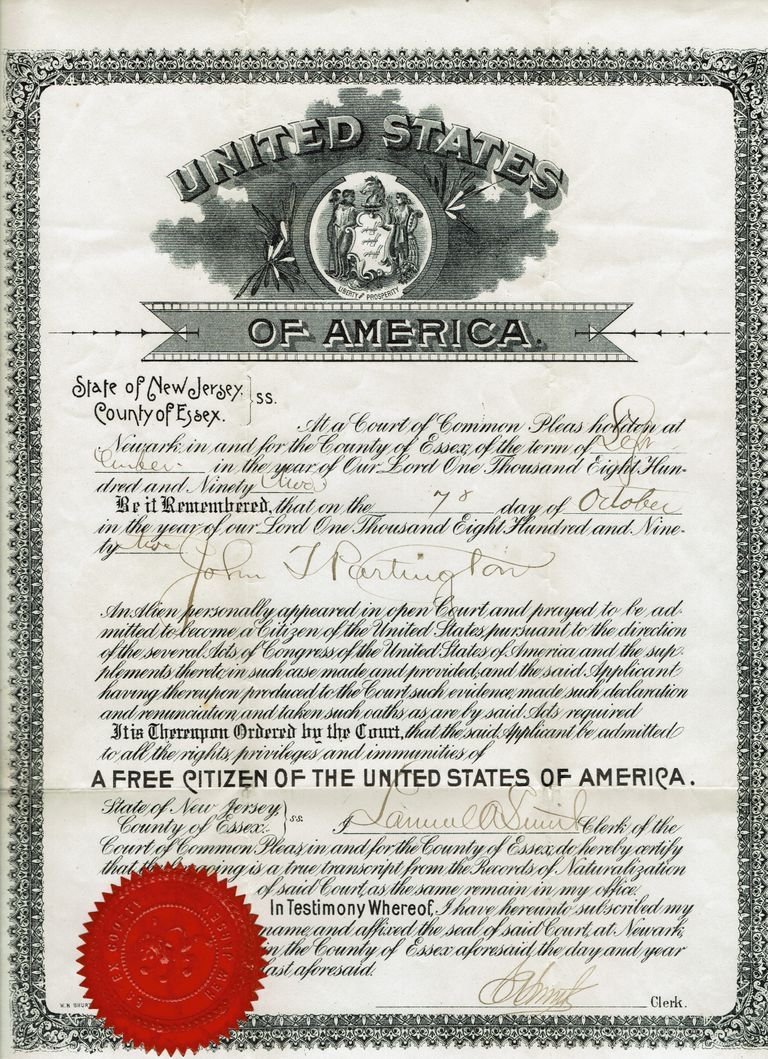 UNITED STATES
LIBERTY AND PROSPERITY
OF AMERICA.
State of New Jersey, } ss.
County of Essex.
At a Court of Common Pleas holden at
Newark, in and for the County of Essex, of the term of Sept
ember in the year of Our Lord One Thousand Eight Hun-
dred and Ninety two
Be it Remembered, that on the 7th day of October
in the year of our Lord One Thousand Eight Hundred and Nine-
ty two John T Partington
An Alien personally appeared in open Court, and prayed to be ad-
mitted to become a Citizen of the United States, pursuant to the direction
of the several Acts of Congress, of the United States of America and the sup-
plements thereto, in such case made and provided, and the said Applicant
having thereupon produced to the Court such evidence, made such declaration
and renunciation, and taken such oaths as are by said Acts required
It is Thereupon Ordered by the Court, that the said Applicant be admitted
to all the rights, privileges and immunities of
A FREE CITIZEN OF THE UNITED STATES OF AMERICA.
State of New Jersey, } ss.
County of Essex.
I Samuel A Smith Clerk of the
Court of Common Pleas, in and for the County of Essex, do hereby certify
that the foregoing is a true transcript from the Records of Naturalization
of said Court, as the same remain in my office.
In Testimony Whereof, I have hereunto subscribed my
name, and affixed the seal of said Court, at Newark
in the County of Essex aforesaid, the day and year
last aforesaid.
S A Smith Clerk.
ESSEX COUNTY NEW JERSEY